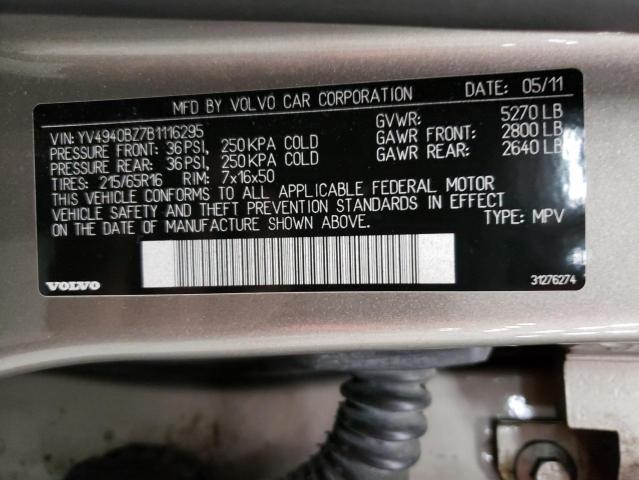 MFD BY VOLVO CAR CORPORATION DATE: 05/11
VIN: YV4940BZ7B1116295 GVWR: 5270 LB
PRESSURE FRONT: 36 PSI, 250 KPA COLD GAWR FRONT: 2800 LB
PRESSURE REAR: 36 PSI, 250 KPA COLD GAWR REAR: 2640 LB
TIRES: 215/65R16 RIM: 7x16x50
THIS VEHICLE CONFORMS TO ALL APPLICABLE FEDERAL MOTOR
VEHICLE SAFETY AND THEFT PREVENTION STANDARDS IN EFFECT
ON THE DATE OF MANUFACTURE SHOWN ABOVE. TYPE: MPV
VOLVO 31276274